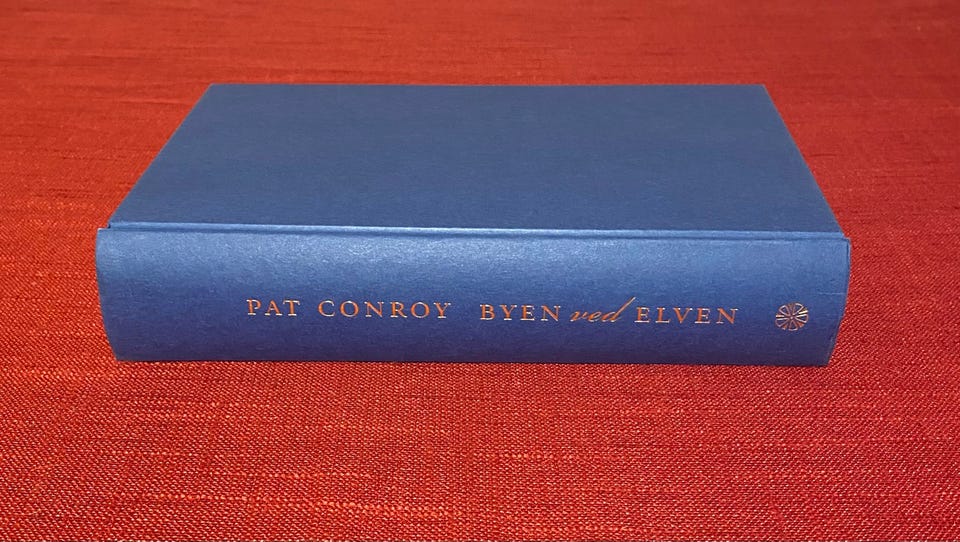 PAT CONROY BYEN ved ELVEN